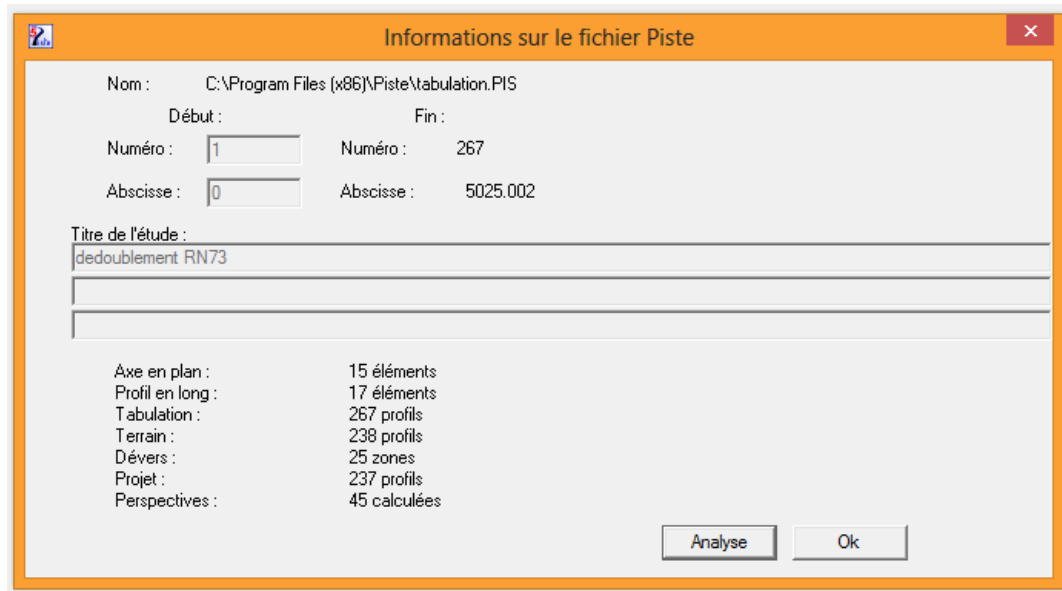 Informations sur le fichier Piste
Nom : C:\Program Files (x86)\Piste\tabulation.PIS
Début : Fin :
Numéro : 1 Numéro : 267
Abscisse : 0 Abscisse : 5025.002
Titre de l'étude :
dedoublement RN73
Axe en plan : 15 éléments
Profil en long : 17 éléments
Tabulation : 267 profils
Terrain : 238 profils
Dévers : 25 zones
Projet : 237 profils
Perspectives : 45 calculées
Analyse Ok